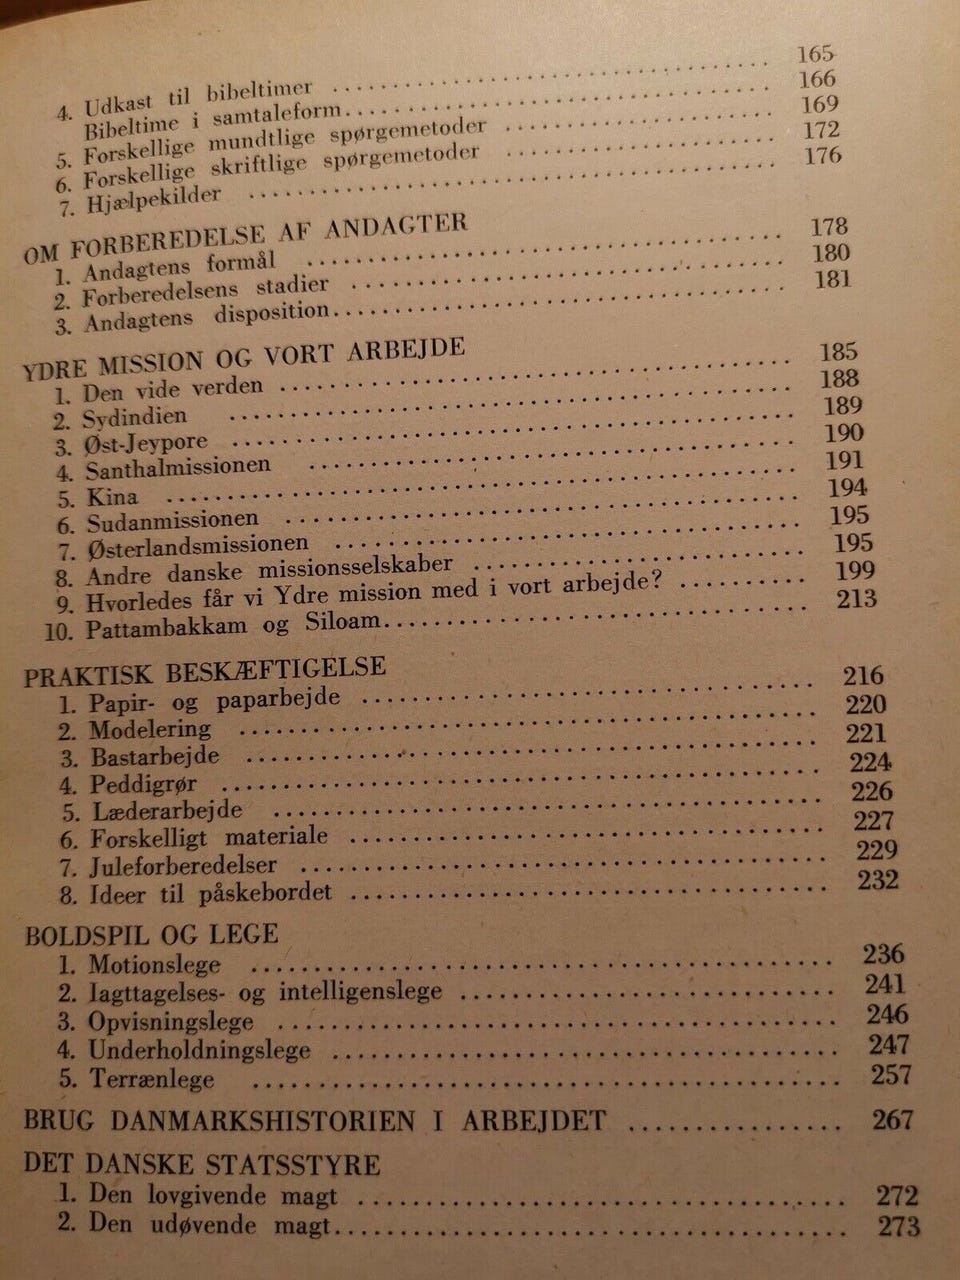 4. Udkast til bibeltimer ........ 165
Bibeltime i samtaleform ........ 166
5. Forskellige mundtlige spørgemetoder ........ 169
6. Forskellige skriftlige spørgemetoder ........ 172
7. Hjælpekilder ........ 176
OM FORBEREDELSE AF ANDAGTER
1. Andagtens formål ........ 178
2. Forberedelsens stadier ........ 180
3. Andagtens disposition ........ 181
YDRE MISSION OG VORT ARBEJDE
1. Den vide verden ........ 185
2. Sydindien ........ 188
3. Øst-Jeypore ........ 189
4. Santhalmissionen ........ 190
5. Kina ........ 191
6. Sudanmissionen ........ 194
7. Østerlandsmissionen ........ 195
8. Andre danske missionsselskaber ........ 195
9. Hvorledes får vi Ydre mission med i vort arbejde? ........ 199
10. Pattambakkam og Siloam ........ 213
PRAKTISK BESKÆFTIGELSE
1. Papir- og paparbejde ........ 216
2. Modelering ........ 220
3. Bastarbejde ........ 221
4. Peddigrør ........ 224
5. Læderarbejde ........ 226
6. Forskelligt materiale ........ 227
7. Juleforberedelser ........ 229
8. Ideer til påskebordet ........ 232
BOLDSPIL OG LEGE
1. Motionslege ........ 236
2. Iagttagelses- og intelligenslege ........ 241
3. Opvisningslege ........ 246
4. Underholdningslege ........ 247
5. Terrænlege ........ 257
BRUG DANMARKSHISTORIEN I ARBEJDET ........ 267
DET DANSKE STATSSTYRE
1. Den lovgivende magt ........ 272
2. Den udøvende magt ........ 273